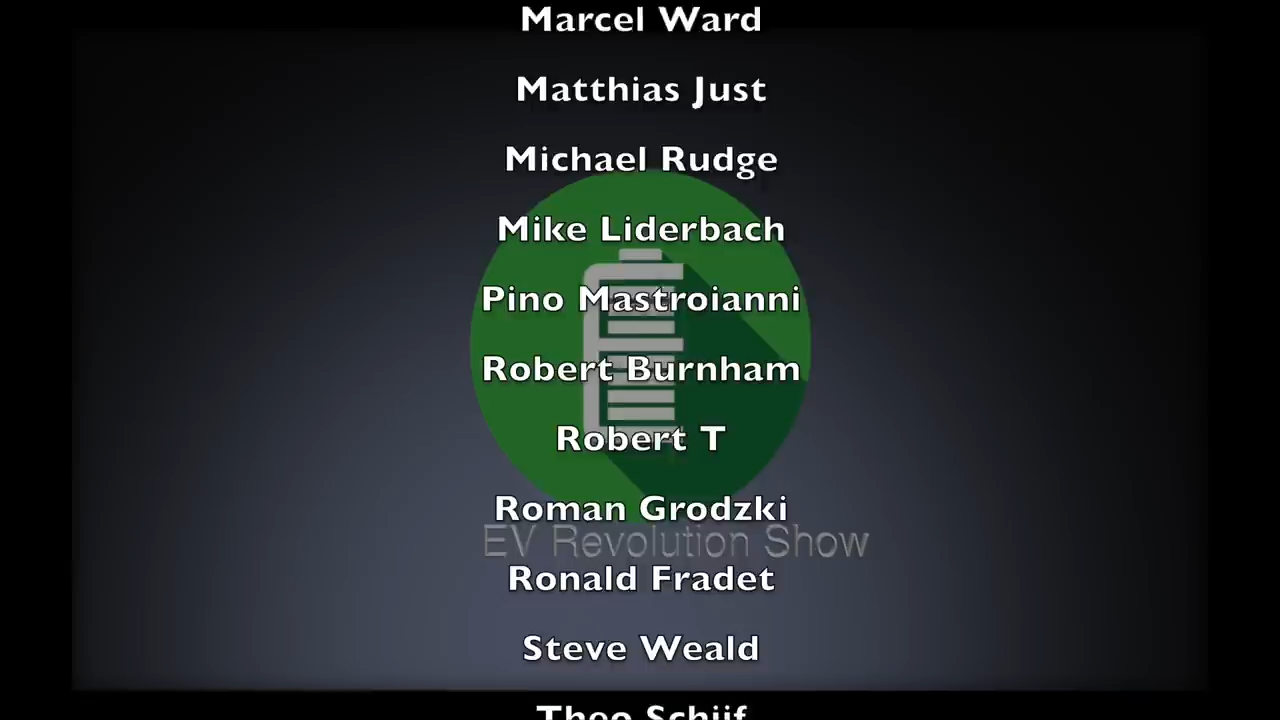 Marcel Ward
Matthias Just
Michael Rudge
Mike Liderbach
Pino Mastroianni
Robert Burnham
Robert T
Roman Grodzki
EV Revolution Show
Ronald Fradet
Steve Weald
Theo